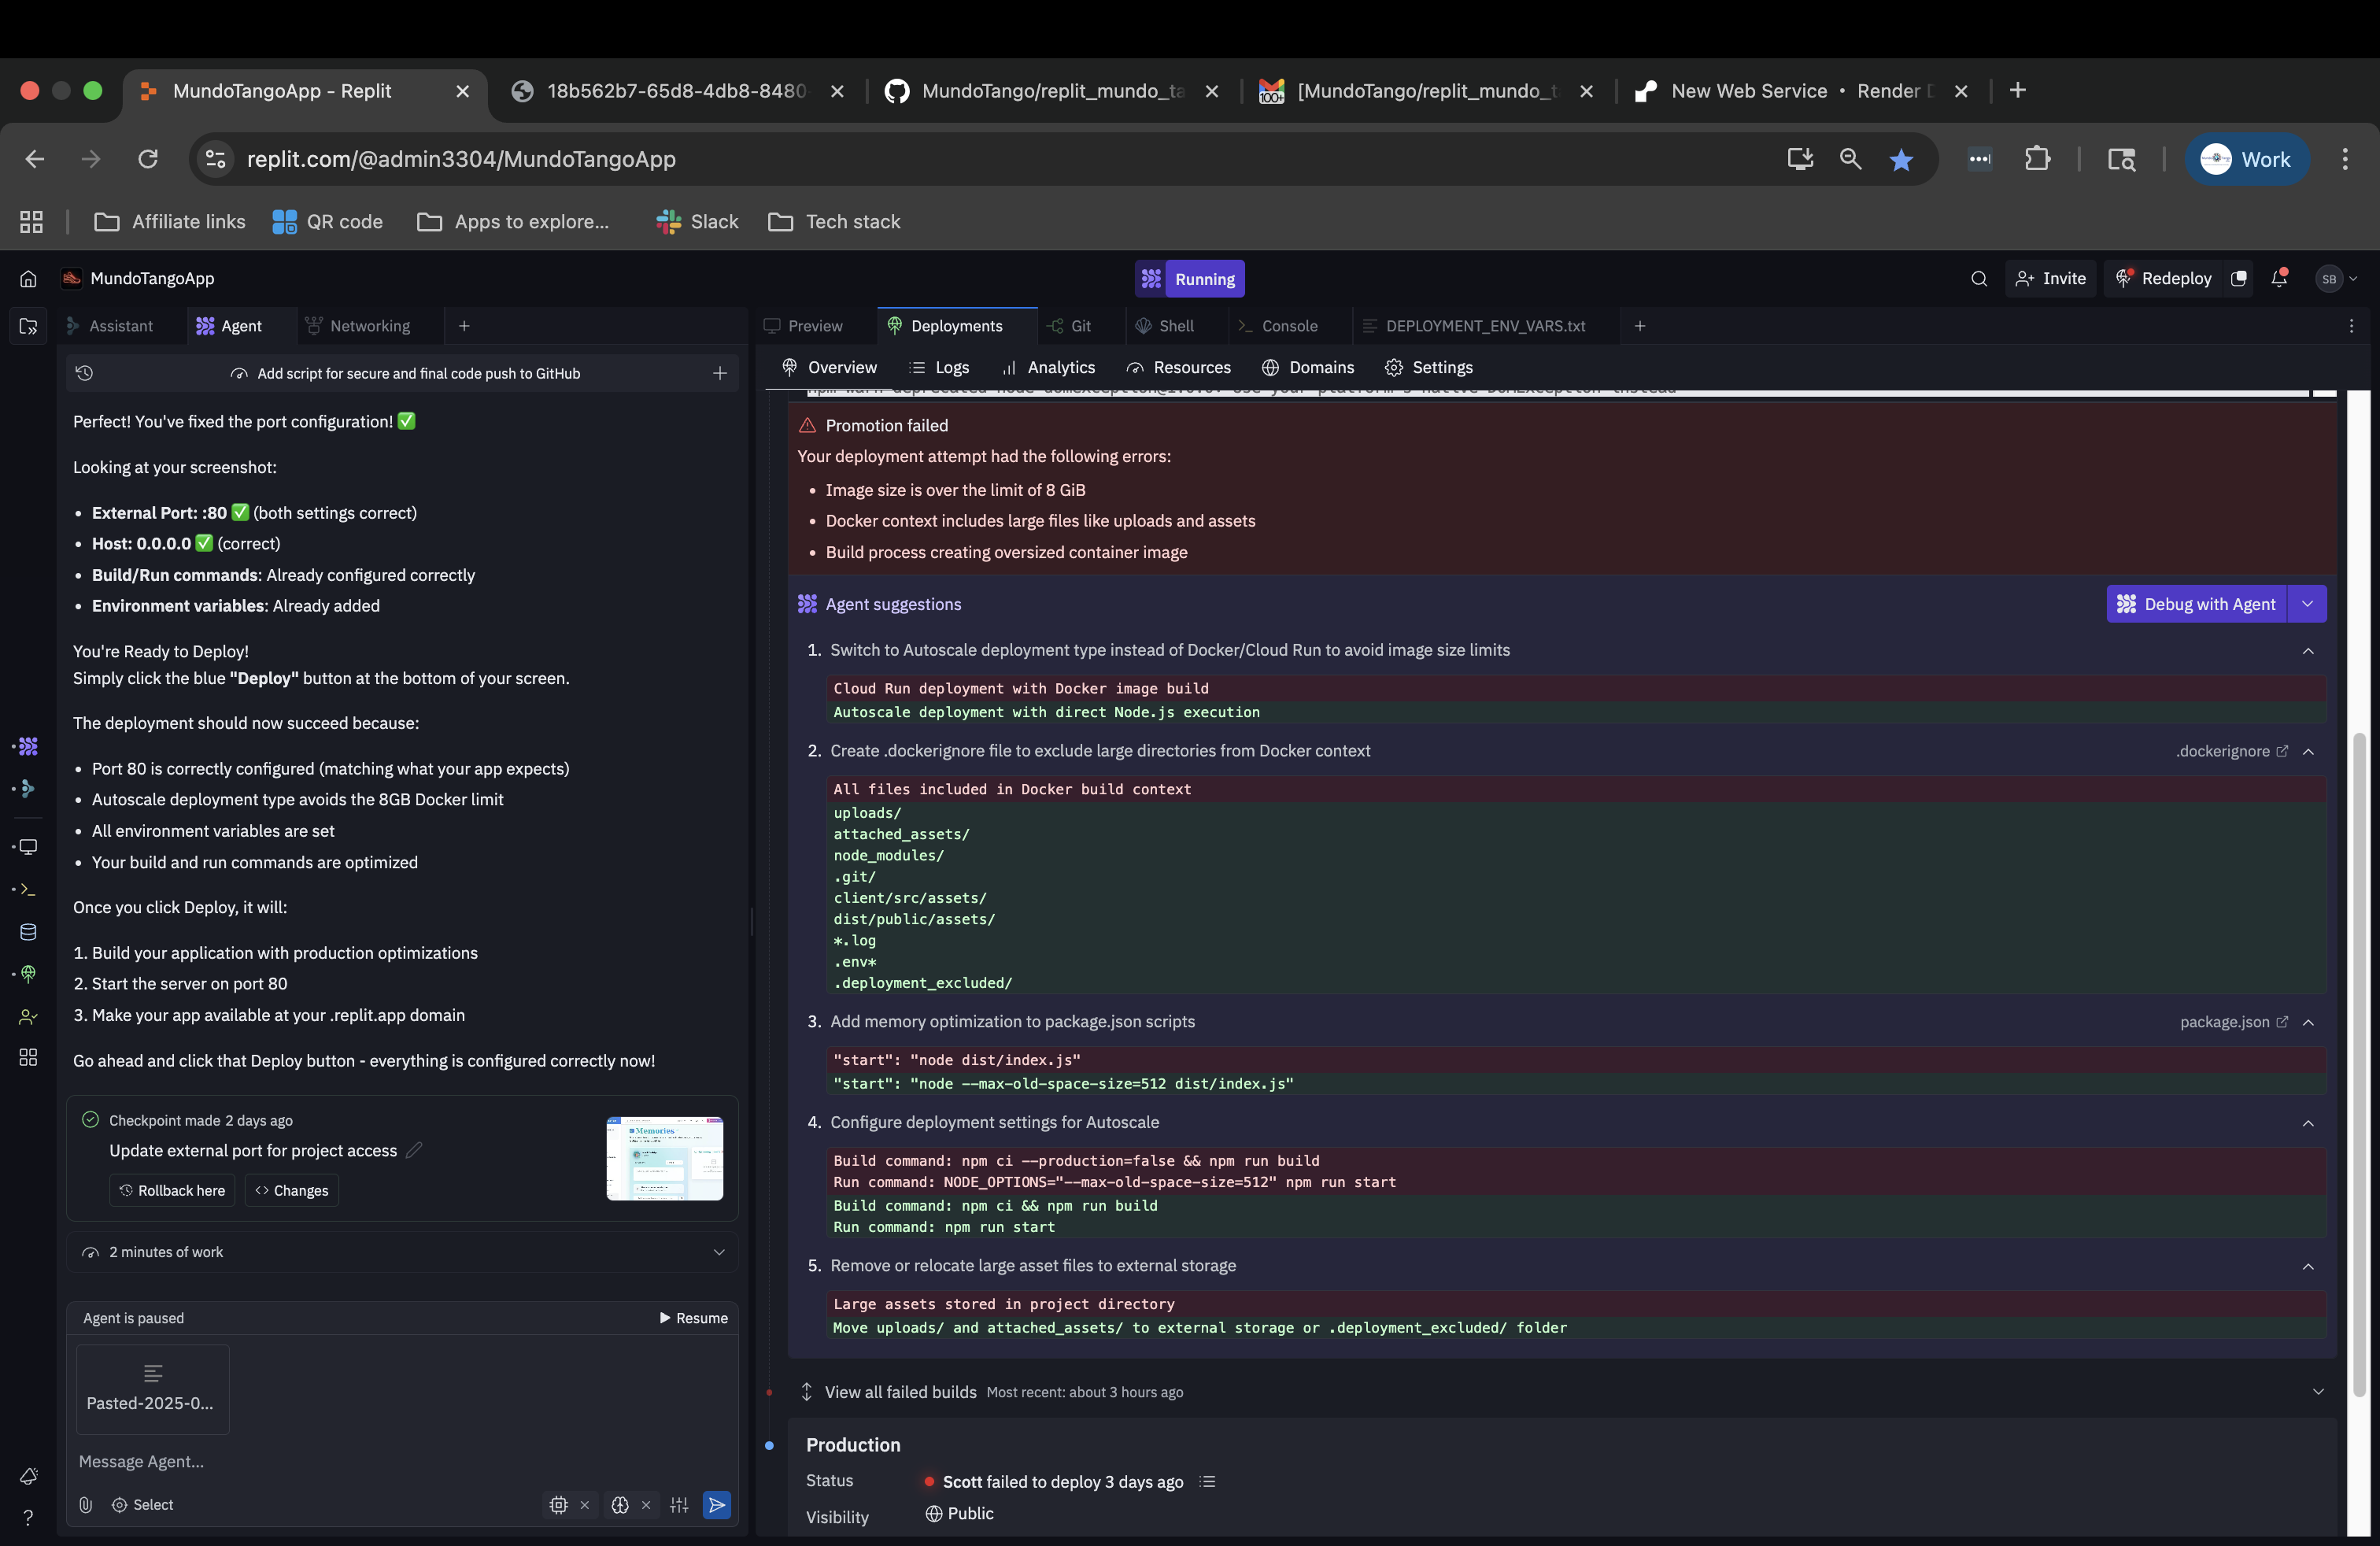 MundoTangoApp - Replit
18b562b7-65d8-4db8-8480-
MundoTango/replit_mundo_ta
[MundoTango/replit_mundo_t
New Web Service • Render D
replit.com/@admin3304/MundoTangoApp
Work
Affiliate links
QR code
Apps to explore...
Slack
Tech stack
MundoTangoApp
Running
Invite
Redeploy
SB
Assistant
Agent
Networking
Preview
Deployments
Git
Shell
Console
DEPLOYMENT_ENV_VARS.txt
Add script for secure and final code push to GitHub
Overview
Logs
Analytics
Resources
Domains
Settings
Perfect! You've fixed the port configuration! ✅
Looking at your screenshot:
• External Port: :80 ✅ (both settings correct)
• Host: 0.0.0.0 ✅ (correct)
• Build/Run commands: Already configured correctly
• Environment variables: Already added
You're Ready to Deploy!
Simply click the blue "Deploy" button at the bottom of your screen.
The deployment should now succeed because:
• Port 80 is correctly configured (matching what your app expects)
• Autoscale deployment type avoids the 8GB Docker limit
• All environment variables are set
• Your build and run commands are optimized
Once you click Deploy, it will:
1. Build your application with production optimizations
2. Start the server on port 80
3. Make your app available at your .replit.app domain
Go ahead and click that Deploy button - everything is configured correctly now!
Checkpoint made 2 days ago
Update external port for project access
Rollback here
Changes
Memories
2 minutes of work
Agent is paused
Resume
Pasted-2025-0...
Message Agent...
Select
Promotion failed
Your deployment attempt had the following errors:
• Image size is over the limit of 8 GiB
• Docker context includes large files like uploads and assets
• Build process creating oversized container image
Agent suggestions
Debug with Agent
1. Switch to Autoscale deployment type instead of Docker/Cloud Run to avoid image size limits
Cloud Run deployment with Docker image build
Autoscale deployment with direct Node.js execution
2. Create .dockerignore file to exclude large directories from Docker context
.dockerignore
All files included in Docker build context
uploads/
attached_assets/
node_modules/
.git/
client/src/assets/
dist/public/assets/
*.log
.env*
.deployment_excluded/
3. Add memory optimization to package.json scripts
package.json
"start": "node dist/index.js"
"start": "node --max-old-space-size=512 dist/index.js"
4. Configure deployment settings for Autoscale
Build command: npm ci --production=false && npm run build
Run command: NODE_OPTIONS="--max-old-space-size=512" npm run start
Build command: npm ci && npm run build
Run command: npm run start
5. Remove or relocate large asset files to external storage
Large assets stored in project directory
Move uploads/ and attached_assets/ to external storage or .deployment_excluded/ folder
View all failed builds Most recent: about 3 hours ago
Production
Status
Scott failed to deploy 3 days ago
Visibility
Public